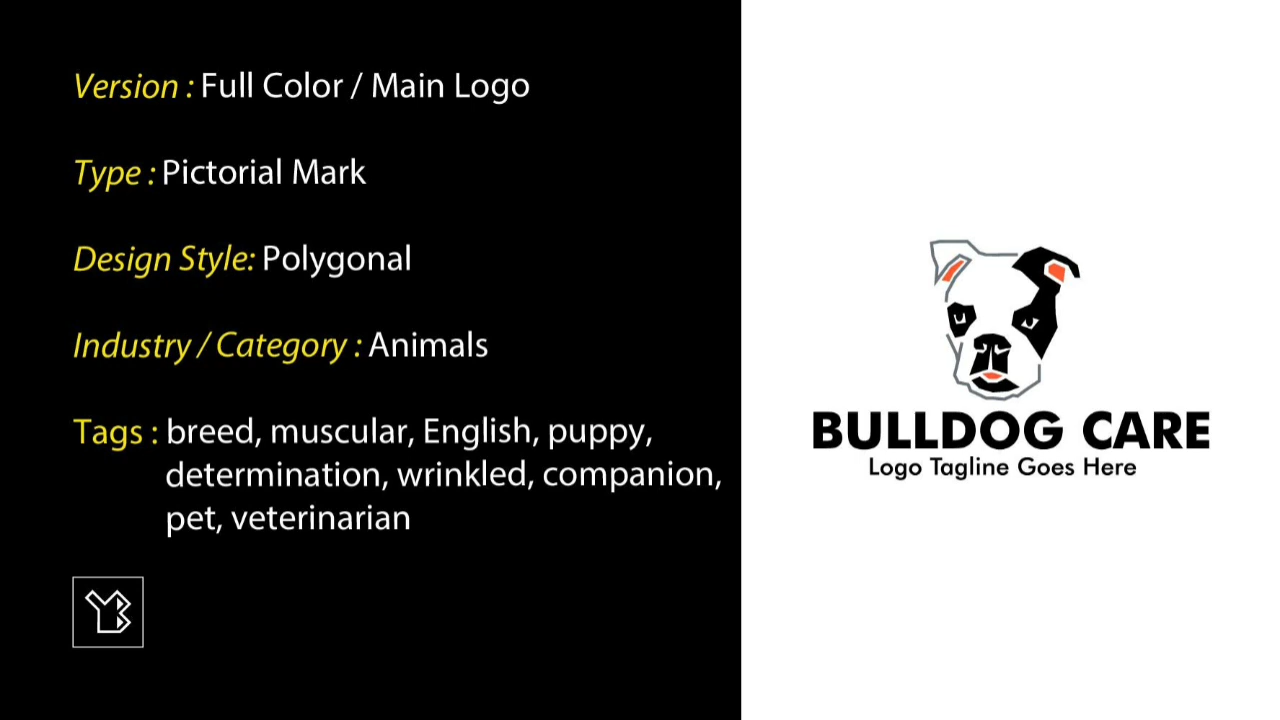 Version : Full Color / Main Logo
Type : Pictorial Mark
Design Style: Polygonal
Industry / Category : Animals
Tags : breed, muscular, English, puppy,
determination, wrinkled, companion,
pet, veterinarian
BULLDOG CARE
Logo Tagline Goes Here